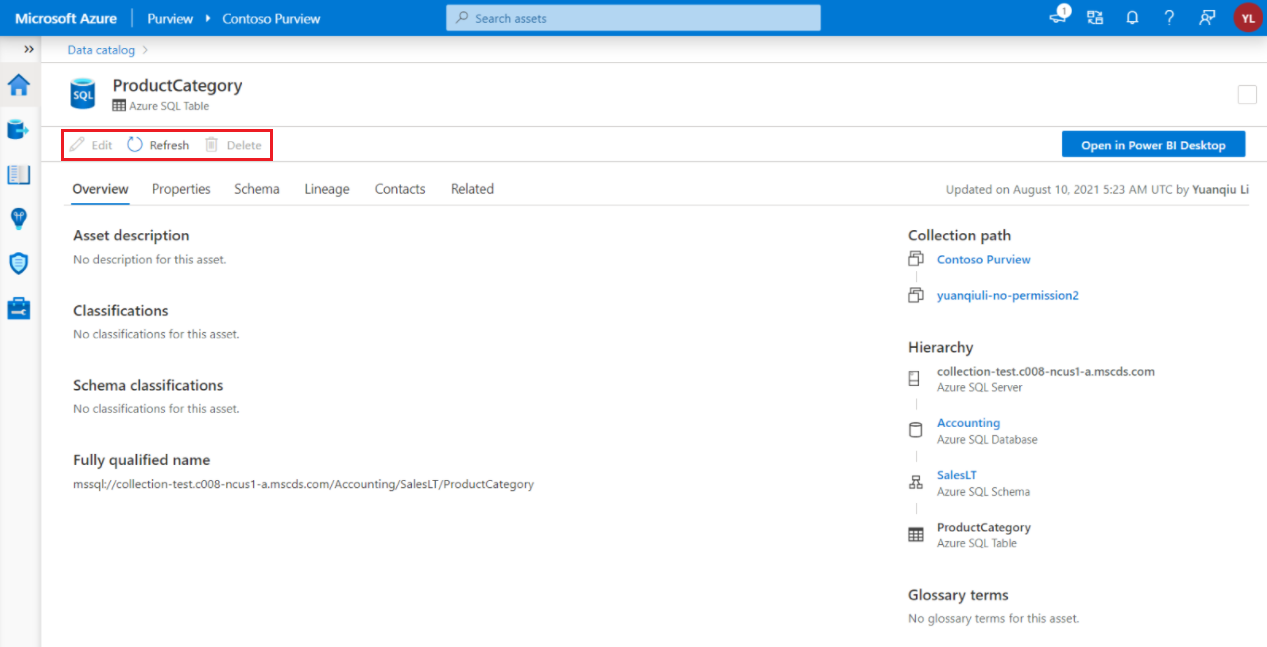 Microsoft Azure Purview Contoso Purview Search assets 1 ? YL
Data catalog
SQL ProductCategory
Azure SQL Table
Edit Refresh Delete Open in Power BI Desktop
Overview Properties Schema Lineage Contacts Related Updated on August 10, 2021 5:23 AM UTC by Yuanqiu Li
Asset description
No description for this asset.
Classifications
No classifications for this asset.
Schema classifications
No classifications for this asset.
Fully qualified name
mssql://collection-test.c008-ncus1-a.mscds.com/Accounting/SalesLT/ProductCategory
Collection path
Contoso Purview
yuanqiuli-no-permission2
Hierarchy
collection-test.c008-ncus1-a.mscds.com
Azure SQL Server
Accounting
Azure SQL Database
SalesLT
Azure SQL Schema
ProductCategory
Azure SQL Table
Glossary terms
No glossary terms for this asset.